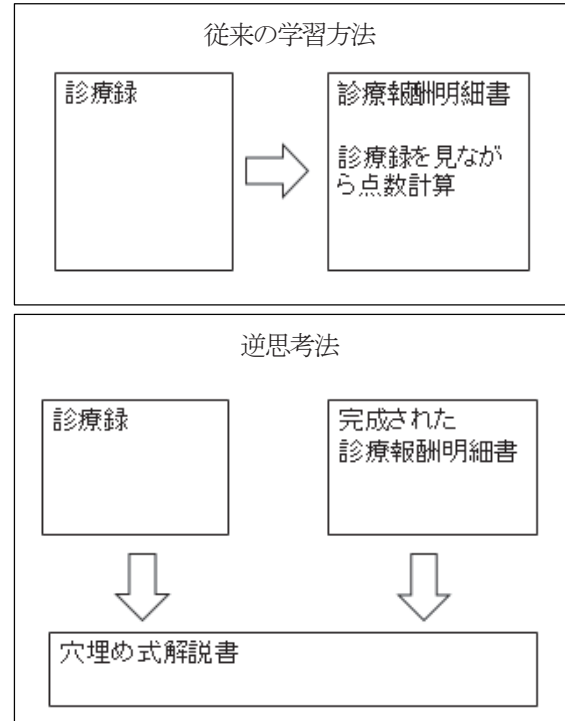 従来の学習方法
診療録
診療報酬明細書
診療録を見なが
ら点数計算
逆思考法
診療録
完成された
診療報酬明細書
穴埋め式解説書